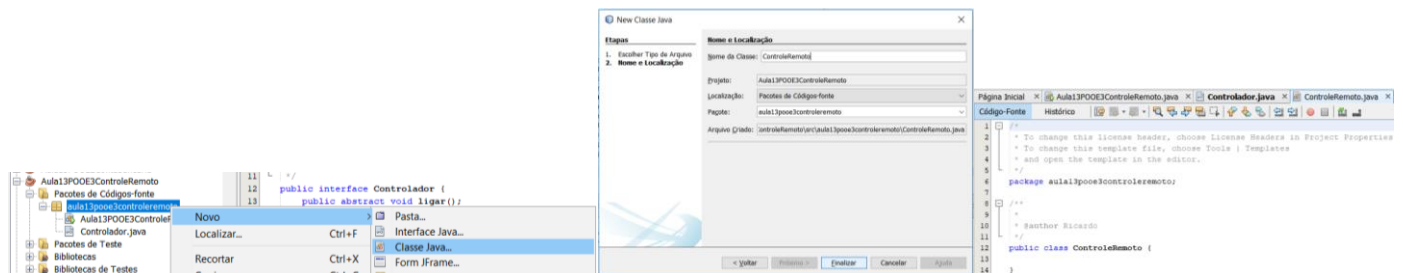 Aula13POOE3ControleRemoto
Pacotes de Códigos-fonte
aula13pooe3controleremoto
Aula13POOE3ControleR
Controlador.java
Pacotes de Teste
Bibliotecas
Bibliotecas de Testes
11 */
12 public interface Controlador {
13 public abstract void ligar();
Novo
Localizar... Ctrl+F
Recortar Ctrl+X
Pasta...
Interface Java...
Classe Java...
Form JFrame...
New Classe Java
Etapas
1. Escolher Tipo de Arquivo
2. Nome e Localização
Nome e Localização
Nome da Classe: ControleRemoto
Projeto: Aula13POOE3ControleRemoto
Localização: Pacotes de Códigos-fonte
Pacote: aula13pooe3controleremoto
Arquivo Criado: ontroleRemoto\src\aula13pooe3controleremoto\ControleRemoto.java
< Voltar Próximo > Finalizar Cancelar Ajuda
Página Inicial Aula13POOE3ControleRemoto.java Controlador.java ControleRemoto.java
Código-Fonte Histórico
1 /*
2 * To change this license header, choose License Headers in Project Properties
3 * To change this template file, choose Tools | Templates
4 * and open the template in the editor.
5 */
6 package aula13pooe3controleremoto;
7
8 /**
9 *
10 * @author Ricardo
11 */
12 public class ControleRemoto {
13
14 }